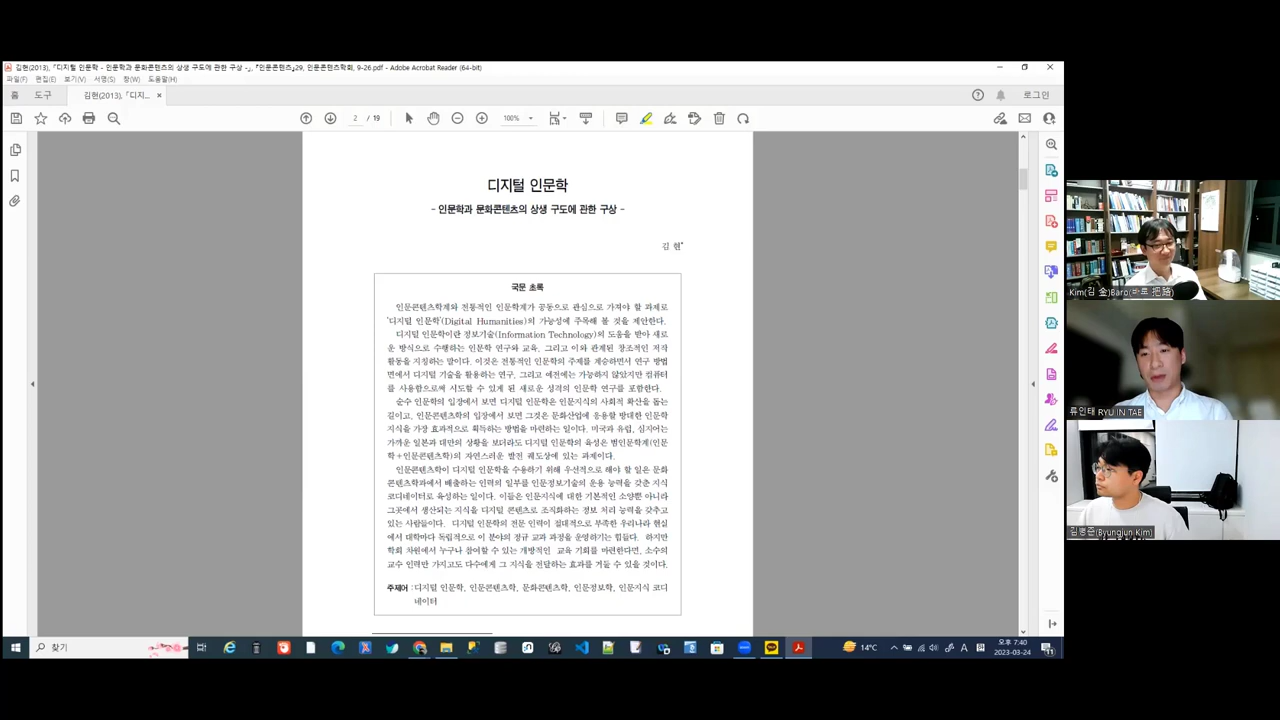 김현(2013), 「디지털 인문학 - 인문학과 문화콘텐츠의 상생 구도에 관한 구상 -」, 『인문콘텐츠』29, 인문콘텐츠학회, 9-26.pdf - Adobe Acrobat Reader (64-bit)
파일(F) 편집(E) 보기(V) 서명(S) 창(W) 도움말(H)
홈 도구 김현(2013), 「디지... × 로그인
2 / 19 100%
디지털 인문학
- 인문학과 문화콘텐츠의 상생 구도에 관한 구상 -
김 현*
국문 초록
인문콘텐츠학계와 전통적인 인문학계가 공동으로 관심으로 가져야 할 과제로
'디지털 인문학'(Digital Humanities)의 가능성에 주목해 볼 것을 제안한다.
디지털 인문학이란 정보기술(Information Technology)의 도움을 받아 새로
운 방식으로 수행하는 인문학 연구와 교육, 그리고 이와 관계된 창조적인 저작
활동을 지칭하는 말이다. 이것은 전통적인 인문학의 주제를 계승하면서 연구 방법
면에서 디지털 기술을 활용하는 연구, 그리고 예전에는 가능하지 않았지만 컴퓨터
를 사용함으로써 시도할 수 있게 된 새로운 성격의 인문학 연구를 포함한다.
순수 인문학의 입장에서 보면 디지털 인문학은 인문지식의 사회적 확산을 돕는
길이고, 인문콘텐츠학의 입장에서 보면 그것은 문화산업에 응용할 방대한 인문학
지식을 가장 효과적으로 획득하는 방법을 마련하는 일이다. 미국과 유럽, 심지어는
가까운 일본과 대만의 상황을 보더라도 디지털 인문학의 육성은 범인문학계(인문
학+인문콘텐츠학)의 자연스러운 발전 궤도상에 있는 과제이다.
인문콘텐츠학이 디지털 인문학을 수용하기 위해 우선적으로 해야 할 일은 문화
콘텐츠학과에서 배출하는 인력의 일부를 인문정보기술의 운용 능력을 갖춘 지식
코디네이터로 육성하는 일이다. 이들은 인문지식에 대한 기본적인 소양뿐 아니라
그곳에서 생산되는 지식을 디지털 콘텐츠로 조직화하는 정보 처리 능력을 갖추고
있는 사람들이다. 디지털 인문학의 전문 인력이 절대적으로 부족한 우리나라 현실
에서 대학마다 독립적으로 이 분야의 정규 교과 과정을 운영하기는 힘들다. 하지만
학회 차원에서 누구나 참여할 수 있는 개방적인 교육 기회를 마련한다면, 소수의
교수 인력만 가지고도 다수에게 그 지식을 전달하는 효과를 거둘 수 있을 것이다.
주제어 : 디지털 인문학, 인문콘텐츠학, 문화콘텐츠학, 인문정보학, 인문지식 코디
네이터
Kim(김 金)Baro(바로 把路)
류인태 RYU IN TAE
김병준(Byungjun Kim)
찾기
14°C
A
오후 7:40
2023-03-24
11